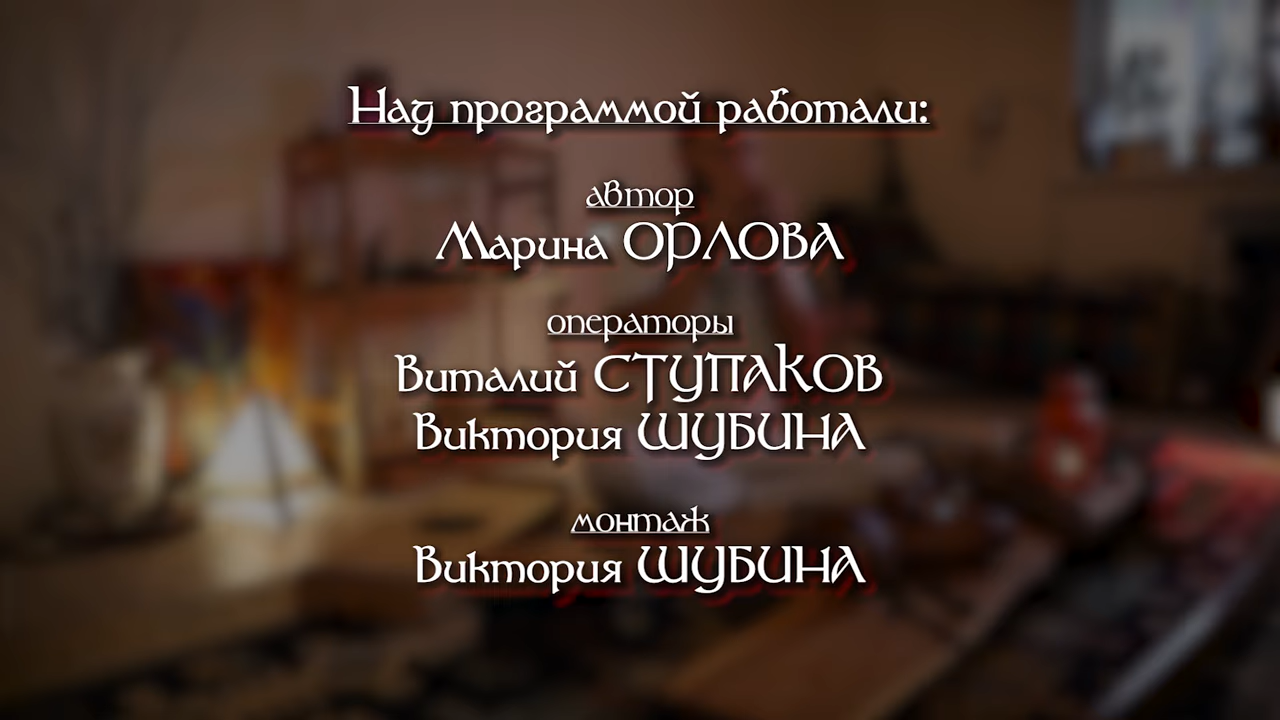 Над программой работали:
автор
Марина ОРЛОВА
операторы
Виталий СТУПАКОВ
Виктория ШУБИНА
монтаж
Виктория ШУБИНА